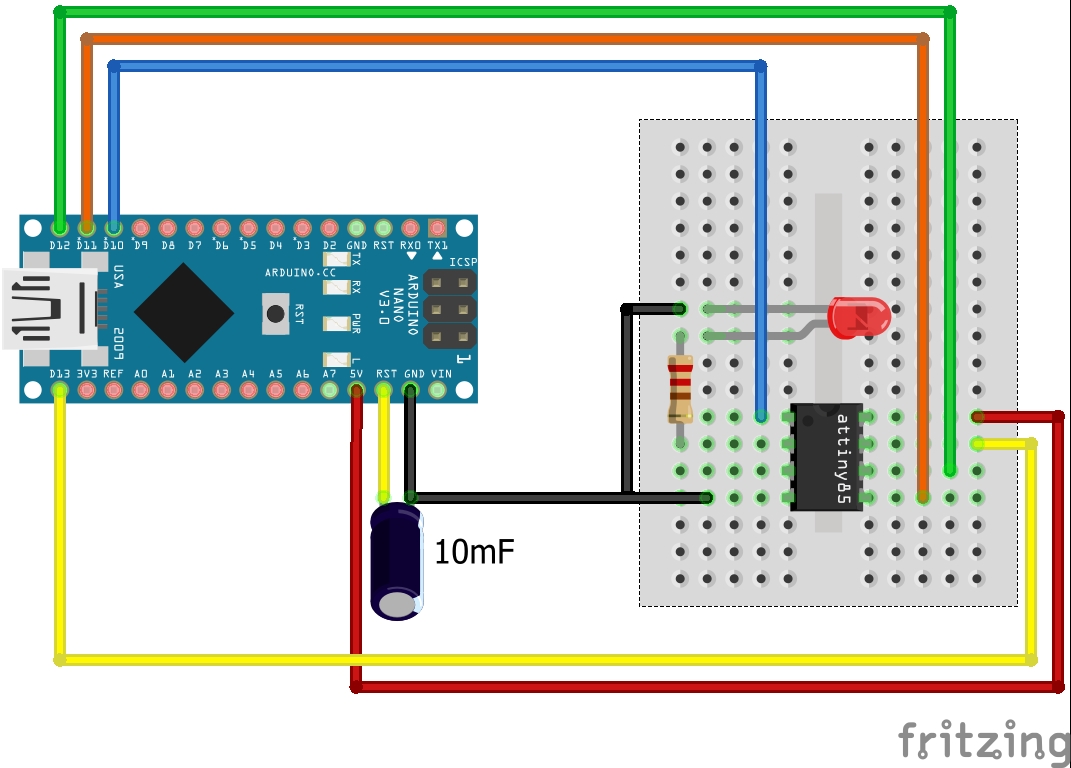 D12 D11 D10 D9 D8 D7 D6 D5 D4 D3 D2 GND RST RX0 TX1
TX
RX
PWR
L
ICSP
1
ARDUINO.CC
RST
ARDUINO
NANO
V3.0
USA
2009
D13 3V3 REF A0 A1 A2 A3 A4 A5 A6 A7 5V RST GND VIN
attiny85
10mF
fritzing